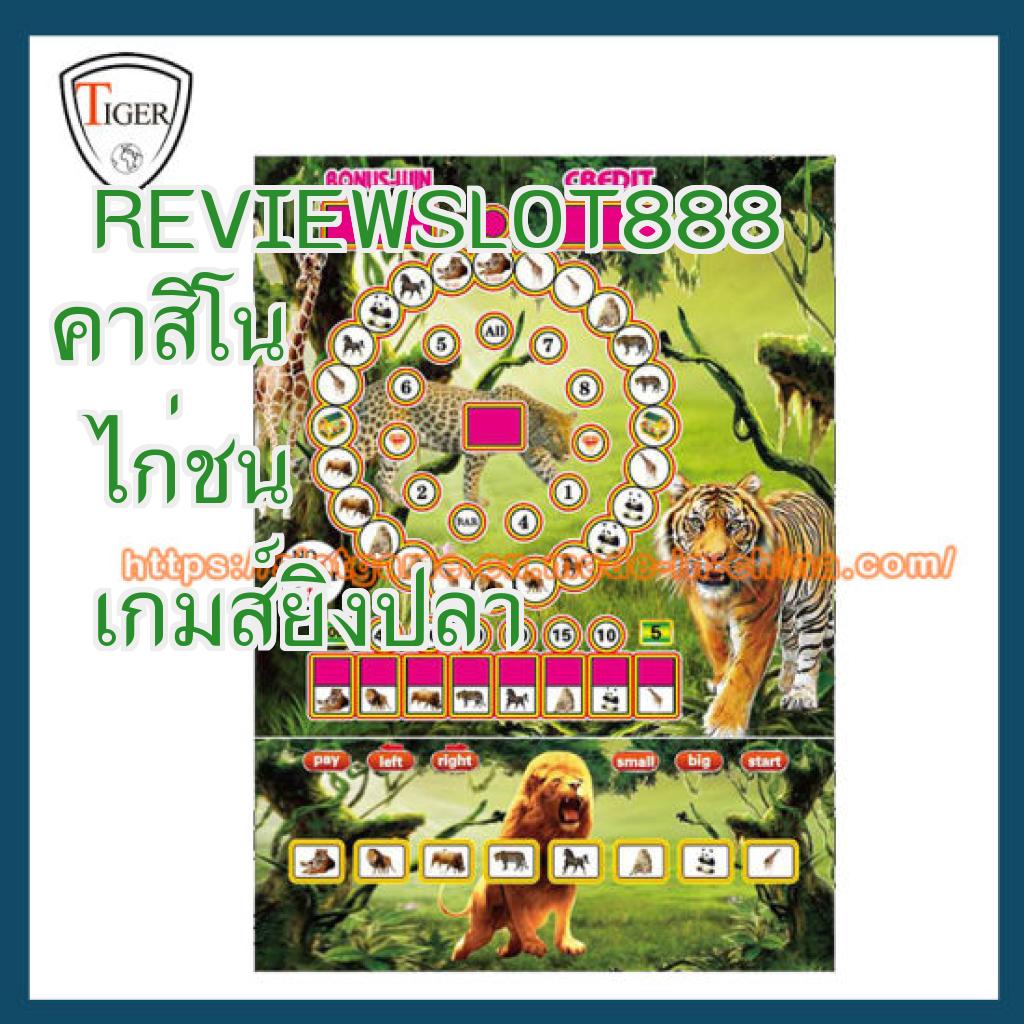 TIGER
BONUS-WIN
CREDIT
REVIEWSLOT888
คาสิโน
ไก่ชน
เกมส์ยิงปลา
All
5
7
6
8
2
1
BAR
4
15
10
5
pay
left
right
small
big
start